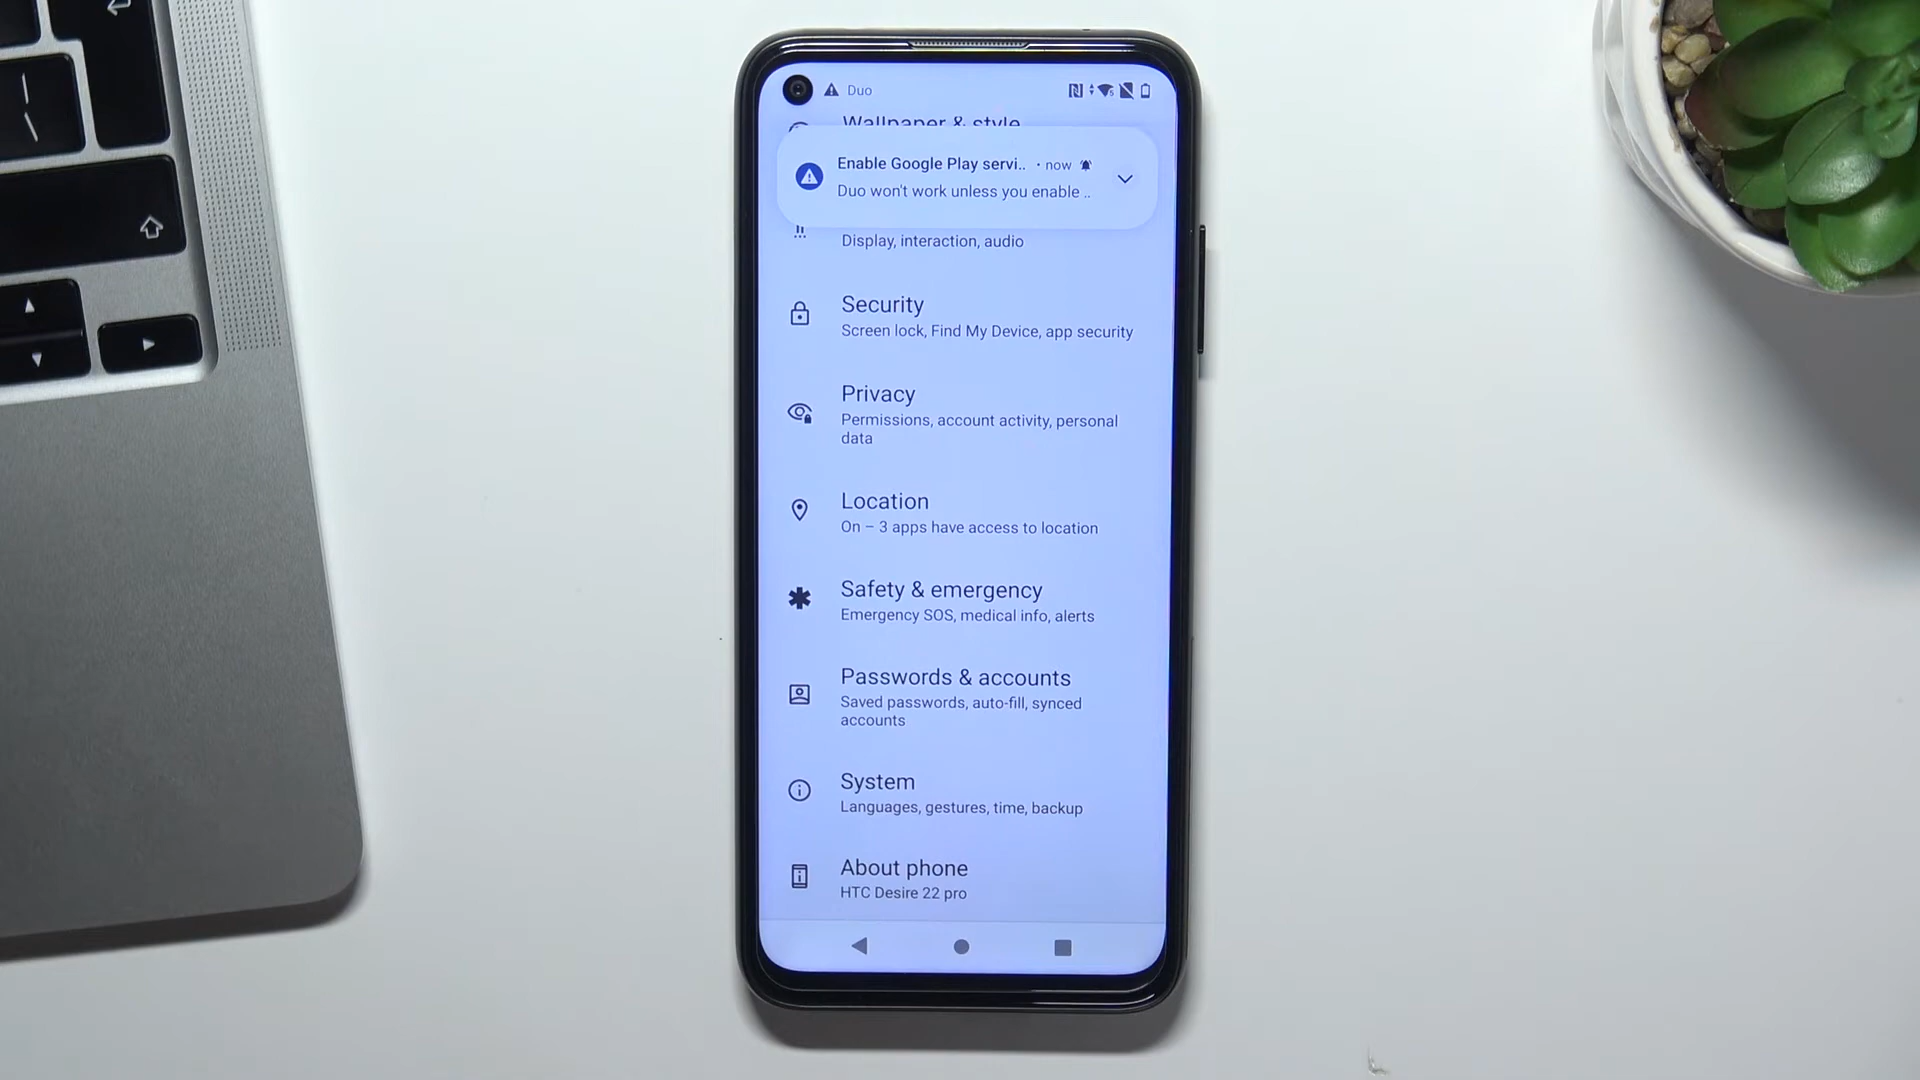 Duo
Wallpaper & style
Enable Google Play servi.. • now
Duo won't work unless you enable ..
Display, interaction, audio
Security
Screen lock, Find My Device, app security
Privacy
Permissions, account activity, personal
data
Location
On – 3 apps have access to location
Safety & emergency
Emergency SOS, medical info, alerts
Passwords & accounts
Saved passwords, auto-fill, synced
accounts
System
Languages, gestures, time, backup
About phone
HTC Desire 22 pro